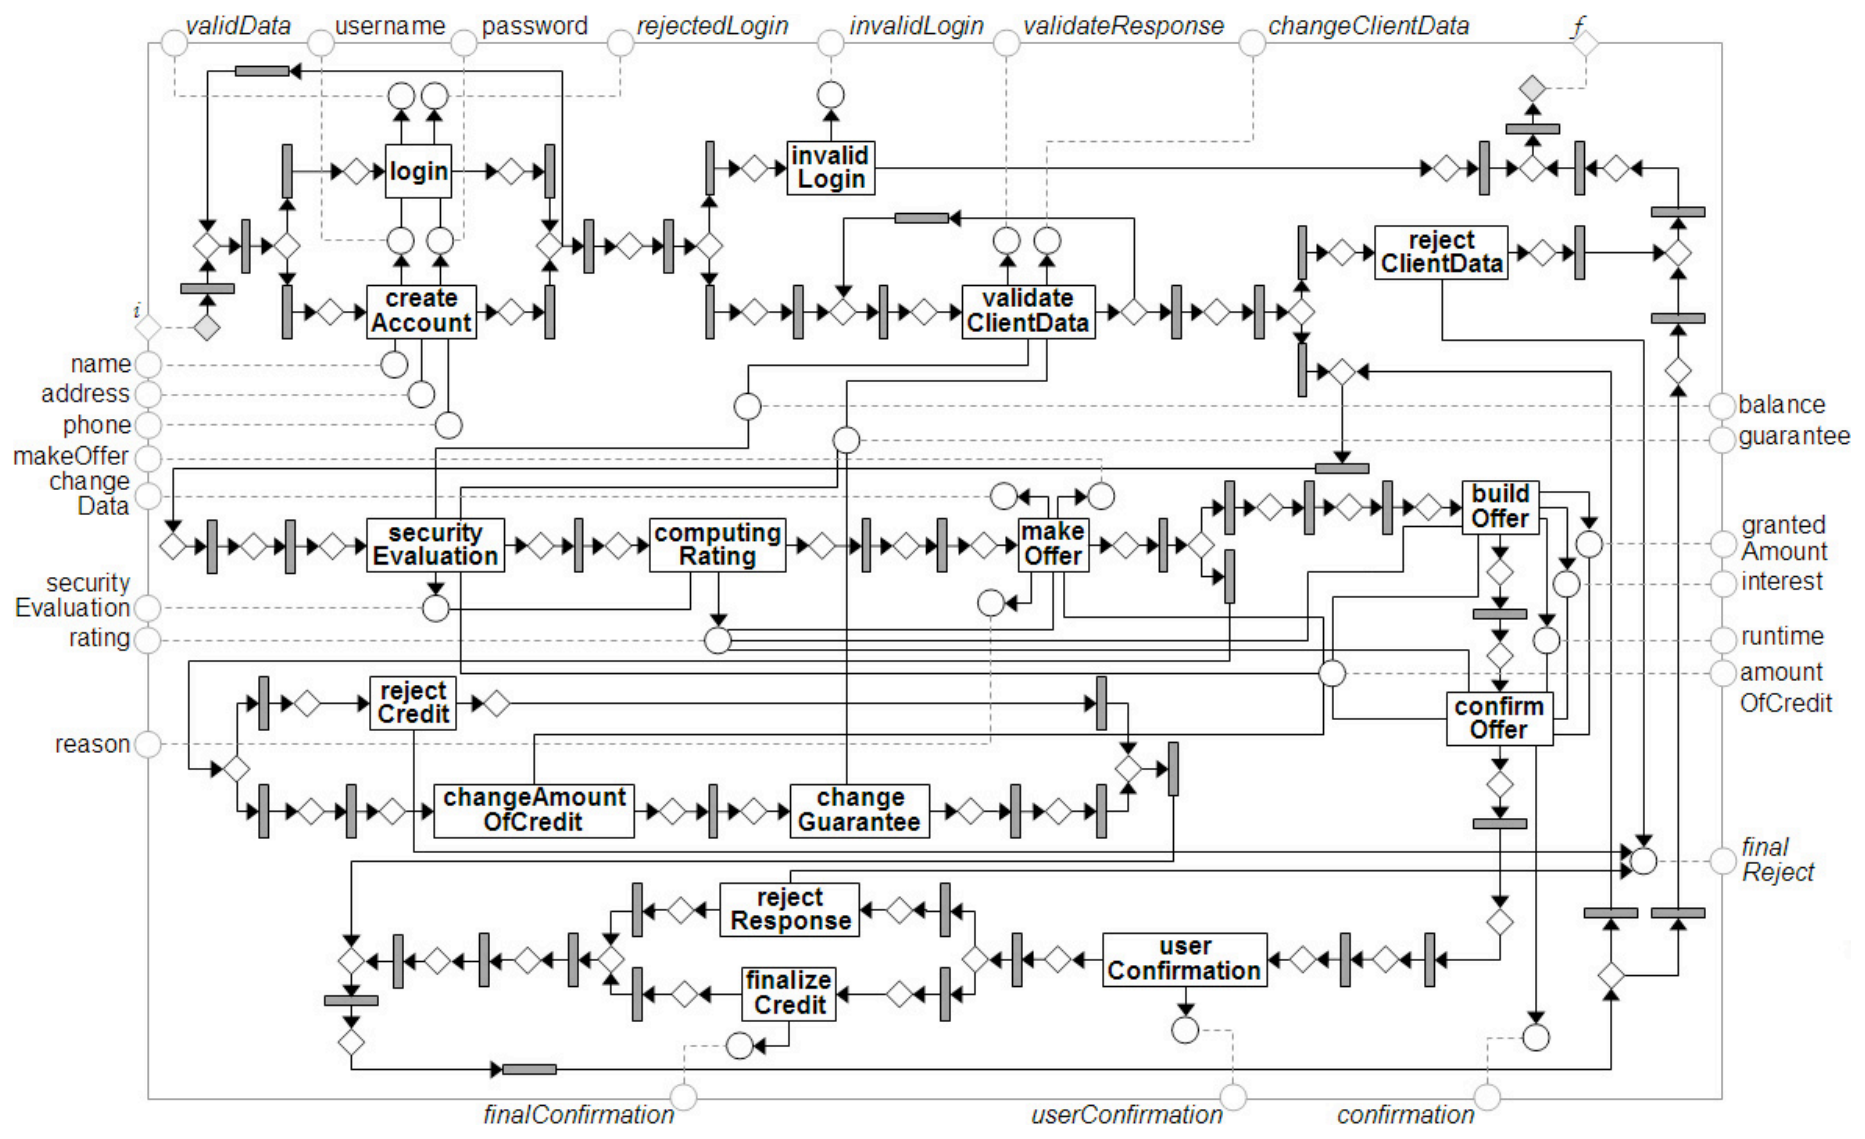 validData
username
password
rejectedLogin
invalidLogin
validateResponse
changeClientData
f
login
invalid
Login
reject
ClientData
create
Account
validate
ClientData
i
name
address
phone
makeOffer
change
Data
balance
guarantee
security
Evaluation
computing
Rating
make
Offer
build
Offer
granted
Amount
interest
security
Evaluation
rating
runtime
amount
OfCredit
reject
Credit
confirm
Offer
reason
changeAmount
OfCredit
change
Guarantee
final
Reject
reject
Response
user
Confirmation
finalize
Credit
finalConfirmation
userConfirmation
confirmation